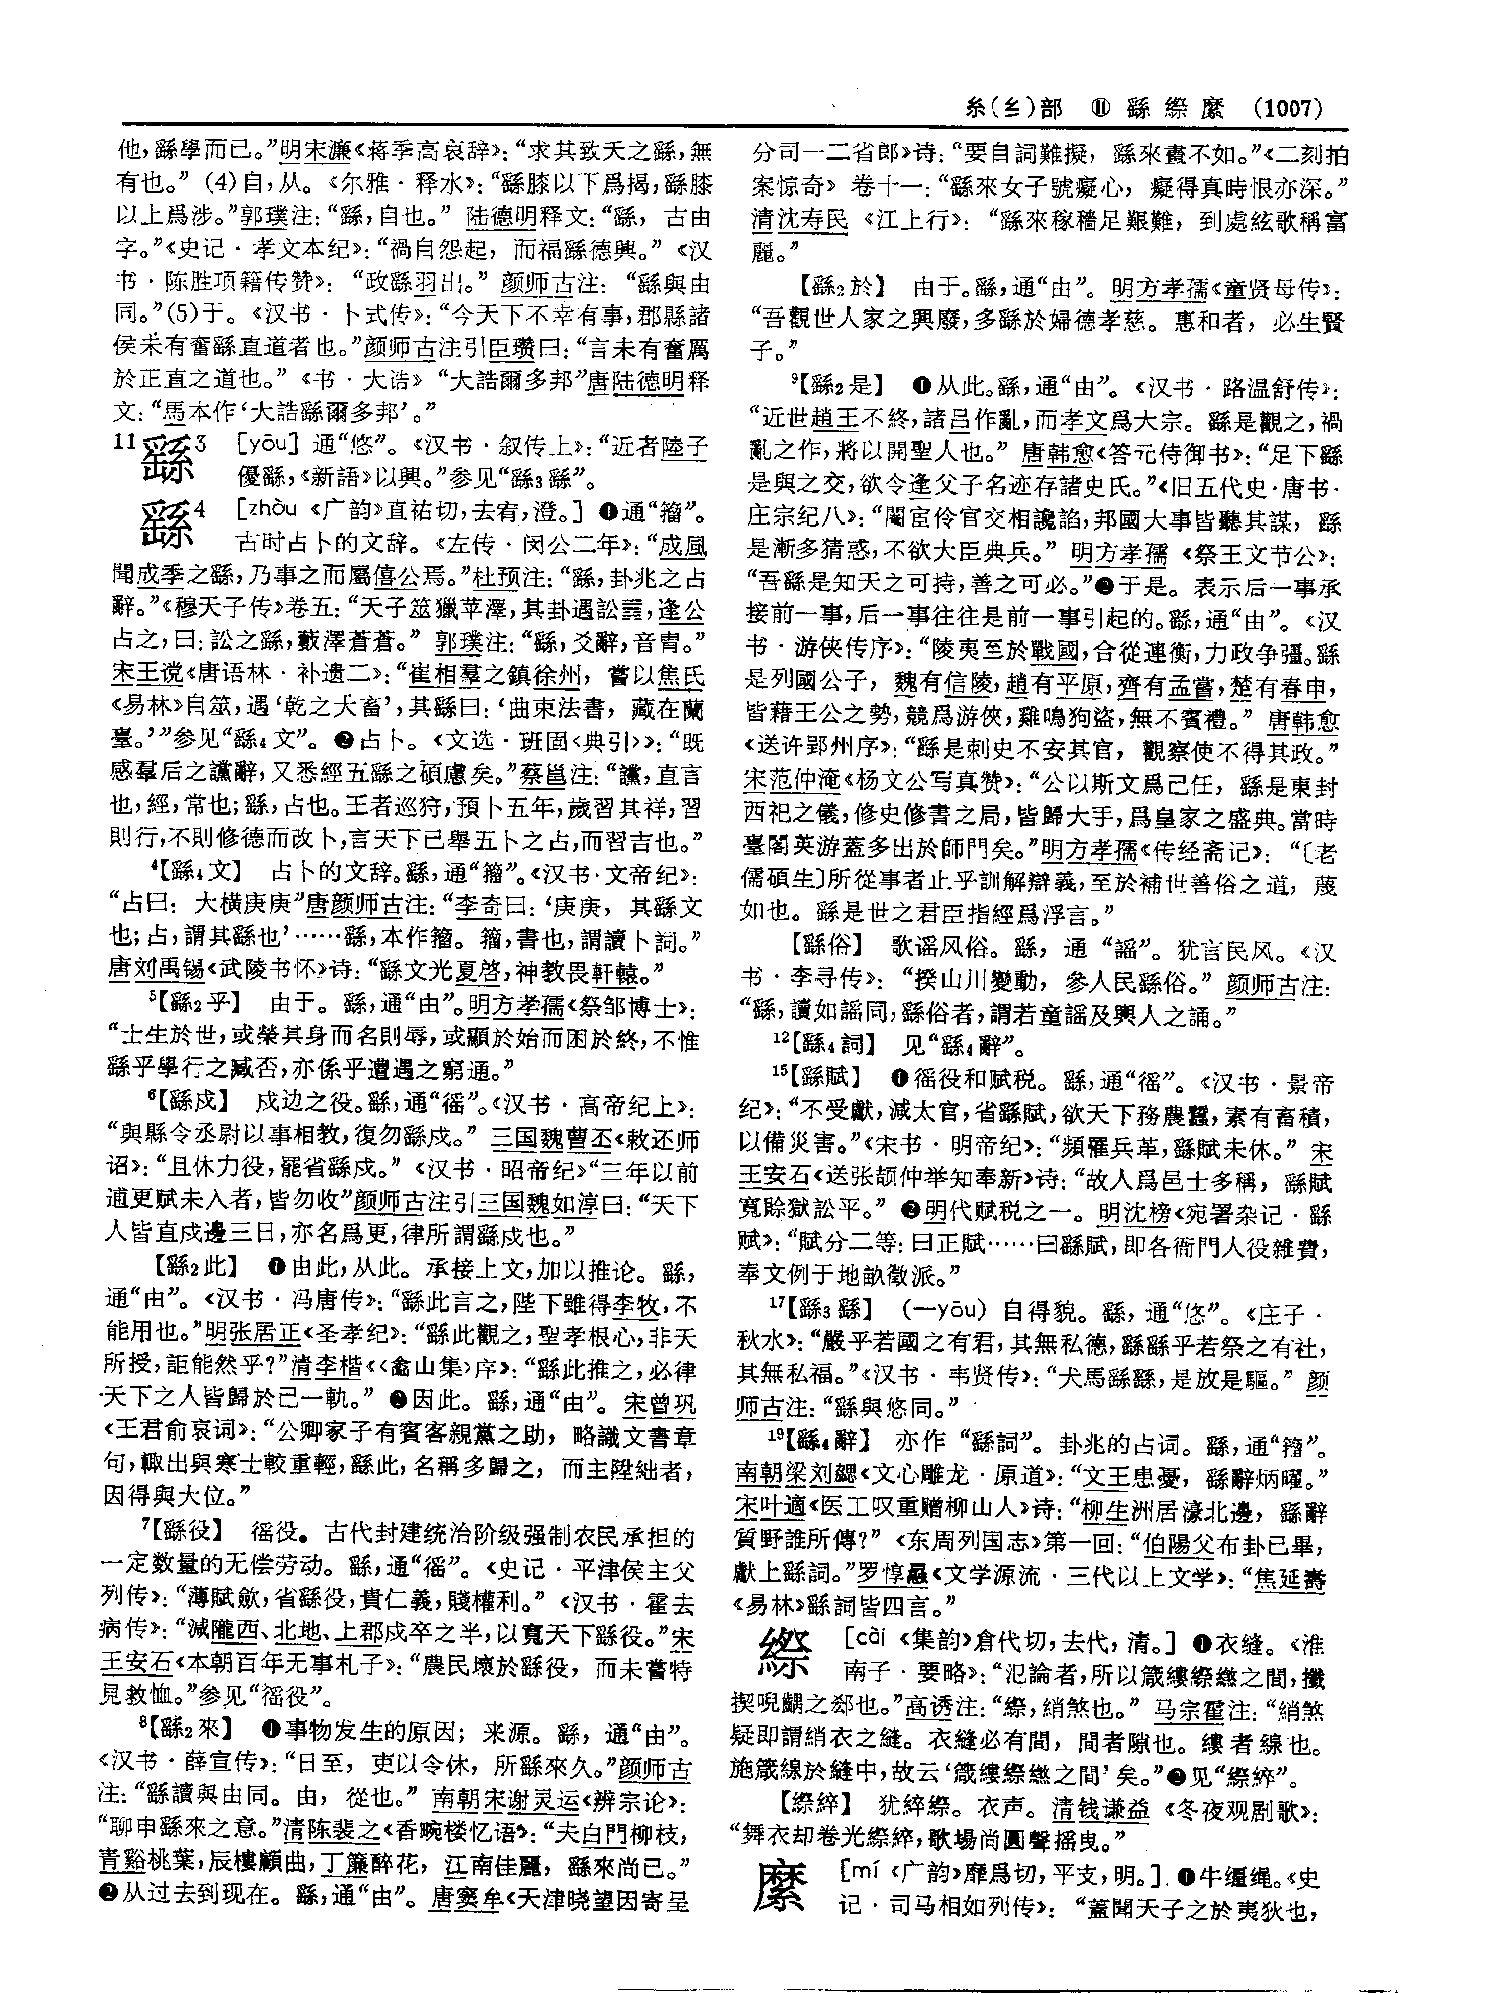 糸(糹)部 ⑪ 繇縩縻 (1007)
他，繇學而已。”明宋濂《蒋季高哀辞》：“求其致夭之繇，無
有也。” (4)自，从。《尔雅·释水》：“繇膝以下爲揭，繇膝
以上爲涉。”郭璞注：“繇，自也。” 陆德明释文：“繇， 古由
字。”《史记·孝文本纪》：“禍自怨起， 而福繇德興。” 《汉
书·陈胜项籍传赞》： “政繇羽出。” 颜师古注： “繇與由
同。”(5)于。《汉书·卜式传》：“今天下不幸有事，郡縣諸
侯未有奮繇直道者也。”颜师古注引臣瓒曰：“言未有奮厲
於正直之道也。” 《书·大诰》 “大誥爾多邦”唐陆德明释
文：“馬本作‘大誥繇爾多邦’。”
11 繇3 [yōu] 通“悠”。《汉书·叙传上》：“近者陸子
優繇，《新語》以興。”参见“繇3繇”。
繇4 [zhòu 《广韵》直祐切，去宥，澄。] ❶通“籀”。
古时占卜的文辞。《左传·闵公二年》：“成風
聞成季之繇，乃事之而屬僖公焉。”杜预注：“繇，卦兆之占
辭。”《穆天子传》卷五：“天子筮獵苹澤，其卦遇訟䷅，逢公
占之，曰：訟之繇，藪澤蒼蒼。” 郭璞注：“繇，爻辭，音胄。”
宋王谠《唐语林·补遗二》：“崔相羣之鎮徐州， 嘗以焦氏
《易林》自筮，遇‘乾之大畜’，其繇曰：‘曲束法書， 藏在蘭
臺。’”参见“繇4文”。 ❷占卜。《文选·班固<典引>》：“既
感羣后之讜辭，又悉經五繇之碩慮矣。”蔡邕注：“讜，直言
也，經，常也；繇，占也。王者巡狩，預卜五年，歲習其祥，習
則行，不則修德而改卜，言天下已舉五卜之占，而習吉也。”
4【繇4文】 占卜的文辞。繇，通“籀”。《汉书·文帝纪》：
“占曰： 大横庚庚”唐颜师古注：“李奇曰：‘庚庚， 其繇文
也；占，謂其繇也’……繇，本作籀。籀，書也，謂讀卜詞。”
唐刘禹锡《武陵书怀》诗：“繇文光夏啓，神教畏軒轅。”
5【繇2乎】 由于。繇，通“由”。明方孝孺《祭邹博士》：
“士生於世，或榮其身而名則辱，或顯於始而困於終，不惟
繇乎學行之臧否，亦係乎遭遇之窮通。”
6【繇戍】 戍边之役。繇，通“徭”。《汉书·高帝纪上》：
“與縣令丞尉以事相教，復勿繇戍。” 三国魏曹丕《敕还师
诏》：“且休力役，罷省繇戍。” 《汉书·昭帝纪》“三年以前
逋更赋未入者，皆勿收”颜师古注引三国魏如淳曰：“天下
人皆直戍邊三日，亦名爲更，律所謂繇戍也。”
【繇2此】 ❶由此，从此。承接上文，加以推论。繇，
通“由”。《汉书·冯唐传》：“繇此言之，陛下雖得李牧，不
能用也。”明张居正《圣孝纪》：“繇此觀之，聖孝根心，非天
所授，詎能然乎？”清李楷《<螽山集>序》：“繇此推之，必律
天下之人皆歸於己一軌。” ❷因此。繇，通“由”。宋曾巩
《王君俞哀词》：“公卿家子有賓客親黨之助， 略識文書章
句，輒出與寒士較重輕，繇此，名稱多歸之， 而主陞絀者，
因得與大位。”
7【繇役】 徭役。古代封建统治阶级强制农民承担的
一定数量的无偿劳动。繇，通“徭”。《史记·平津侯主父
列传》：“薄賦斂，省繇役，貴仁義，賤權利。” 《汉书·霍去
病传》：“減隴西、北地、上郡戍卒之半，以寬天下繇役。”宋
王安石《本朝百年无事札子》：“農民壞於繇役， 而未嘗特
見救恤。”参见“徭役”。
8【繇2來】 ❶事物发生的原因；来源。繇，通“由”。
《汉书·薛宣传》：“日至， 吏以令休， 所繇來久。”颜师古
注：“繇讀與由同。由， 從也。” 南朝宋谢灵运《辨宗论》：
“聊申繇來之意。”清陈裴之《香畹楼忆语》：“夫白門柳枝，
青谿桃葉，辰樓顧曲，丁簾醉花， 江南佳麗， 繇來尚已。”
❷从过去到现在。繇，通“由”。唐窦牟《天津晓望因寄呈
分司一二省郎》诗：“要自詞難擬， 繇來畫不如。”《二刻拍
案惊奇》卷十一：“繇來女子號癡心， 癡得真時恨亦深。”
清沈寿民 《江上行》： “繇來稼穡足艱難， 到處絃歌稱富
麗。”
【繇2於】 由于。繇，通“由”。明方孝孺《童贤母传》：
“吾觀世人家之興廢，多繇於婦德孝慈。惠和者， 必生賢
子。”
9【繇2是】 ❶从此。繇，通“由”。《汉书·路温舒传》：
“近世趙王不終，諸吕作亂，而孝文爲大宗。繇是觀之，禍
亂之作，將以開聖人也。” 唐韩愈《答元侍御书》：“足下繇
是與之交，欲令逢父子名迹存諸史氏。”《旧五代史·唐书·
庄宗纪八》：“閹宦伶官交相讒諂，邦國大事皆聽其謀， 繇
是漸多猜惑，不欲大臣典兵。” 明方孝孺 《祭王文节公》：
“吾繇是知天之可持，善之可必。”❷于是。表示后一事承
接前一事，后一事往往是前一事引起的。繇，通“由”。《汉
书·游侠传序》：“陵夷至於戰國，合從連衡，力政争彊。繇
是列國公子， 魏有信陵，趙有平原，齊有孟嘗，楚有春申，
皆藉王公之勢，競爲游俠，雞鳴狗盜，無不賓禮。” 唐韩愈
《送许郢州序》：“繇是刺史不安其官， 觀察使不得其政。”
宋范仲淹《杨文公写真赞》：“公以斯文爲己任， 繇是東封
西祀之儀，修史修書之局，皆歸大手，爲皇家之盛典。當時
臺閣英游蓋多出於師門矣。”明方孝孺《传经斋记》： “〔老
儒碩生〕所從事者止乎訓解辯義，至於補世善俗之道， 蔑
如也。繇是世之君臣指經爲浮言。”
【繇俗】 歌谣风俗。繇， 通“謡”。犹言民风。《汉
书·李寻传》： “揆山川變動， 參人民繇俗。” 颜师古注：
“繇，讀如謡同，繇俗者，謂若童謡及輿人之誦。”
12【繇4詞】 见“繇4辭”。
15【繇賦】 ❶徭役和赋税。繇，通“徭”。《汉书·景帝
纪》：“不受獻，減太官，省繇賦，欲天下務農蠶，素有畜積，
以備災害。”《宋书·明帝纪》：“頻罹兵革，繇賦未休。” 宋
王安石《送张颉仲举知奉新》诗：“故人爲邑士多稱， 繇賦
寬賒獄訟平。” ❷明代赋税之一。明沈榜《宛署杂记·繇
赋》：“賦分二等：曰正賦……曰繇賦，即各衙門人役雜費，
奉文例于地畝徵派。”
17【繇3繇】 (—yōu) 自得貌。繇，通“悠”。《庄子·
秋水》：“嚴乎若國之有君，其無私德，繇繇乎若祭之有社，
其無私福。”《汉书·韦贤传》：“犬馬繇繇，是放是驅。” 颜
师古注：“繇與悠同。”
19【繇4辭】 亦作“繇詞”。卦兆的占词。繇，通“籀”。
南朝梁刘勰《文心雕龙·原道》：“文王患憂， 繇辭炳曜。”
宋叶適《医工叹重赠柳山人》诗：“柳生洲居濠北邊， 繇辭
質野誰所傳？” 《东周列国志》第一回：“伯陽父布卦已畢，
獻上繇詞。”罗惇曧《文学源流·三代以上文学》：“焦延壽
《易林》繇詞皆四言。”
縩 [cài 《集韵》倉代切，去代，清。] ❶衣缝。《淮
南子·要略》：“氾論者，所以箴縷縩繺之間，攕
揳唲齵之郄也。”高诱注：“縩，綃煞也。” 马宗霍注：“綃煞
疑即謂綃衣之縫。衣縫必有間， 間者隙也。縷者線也。
施箴線於縫中，故云‘箴縷縩繺之間’矣。”❷见“縩綷”。
【縩綷】 犹綷縩。衣声。清钱谦益 《冬夜观剧歌》：
“舞衣却卷光縩綷，歌場尚圓聲摇曳。”
縻 [mí 《广韵》靡爲切，平支，明。] ❶牛缰绳。《史
记·司马相如列传》： “蓋聞天子之於夷狄也，